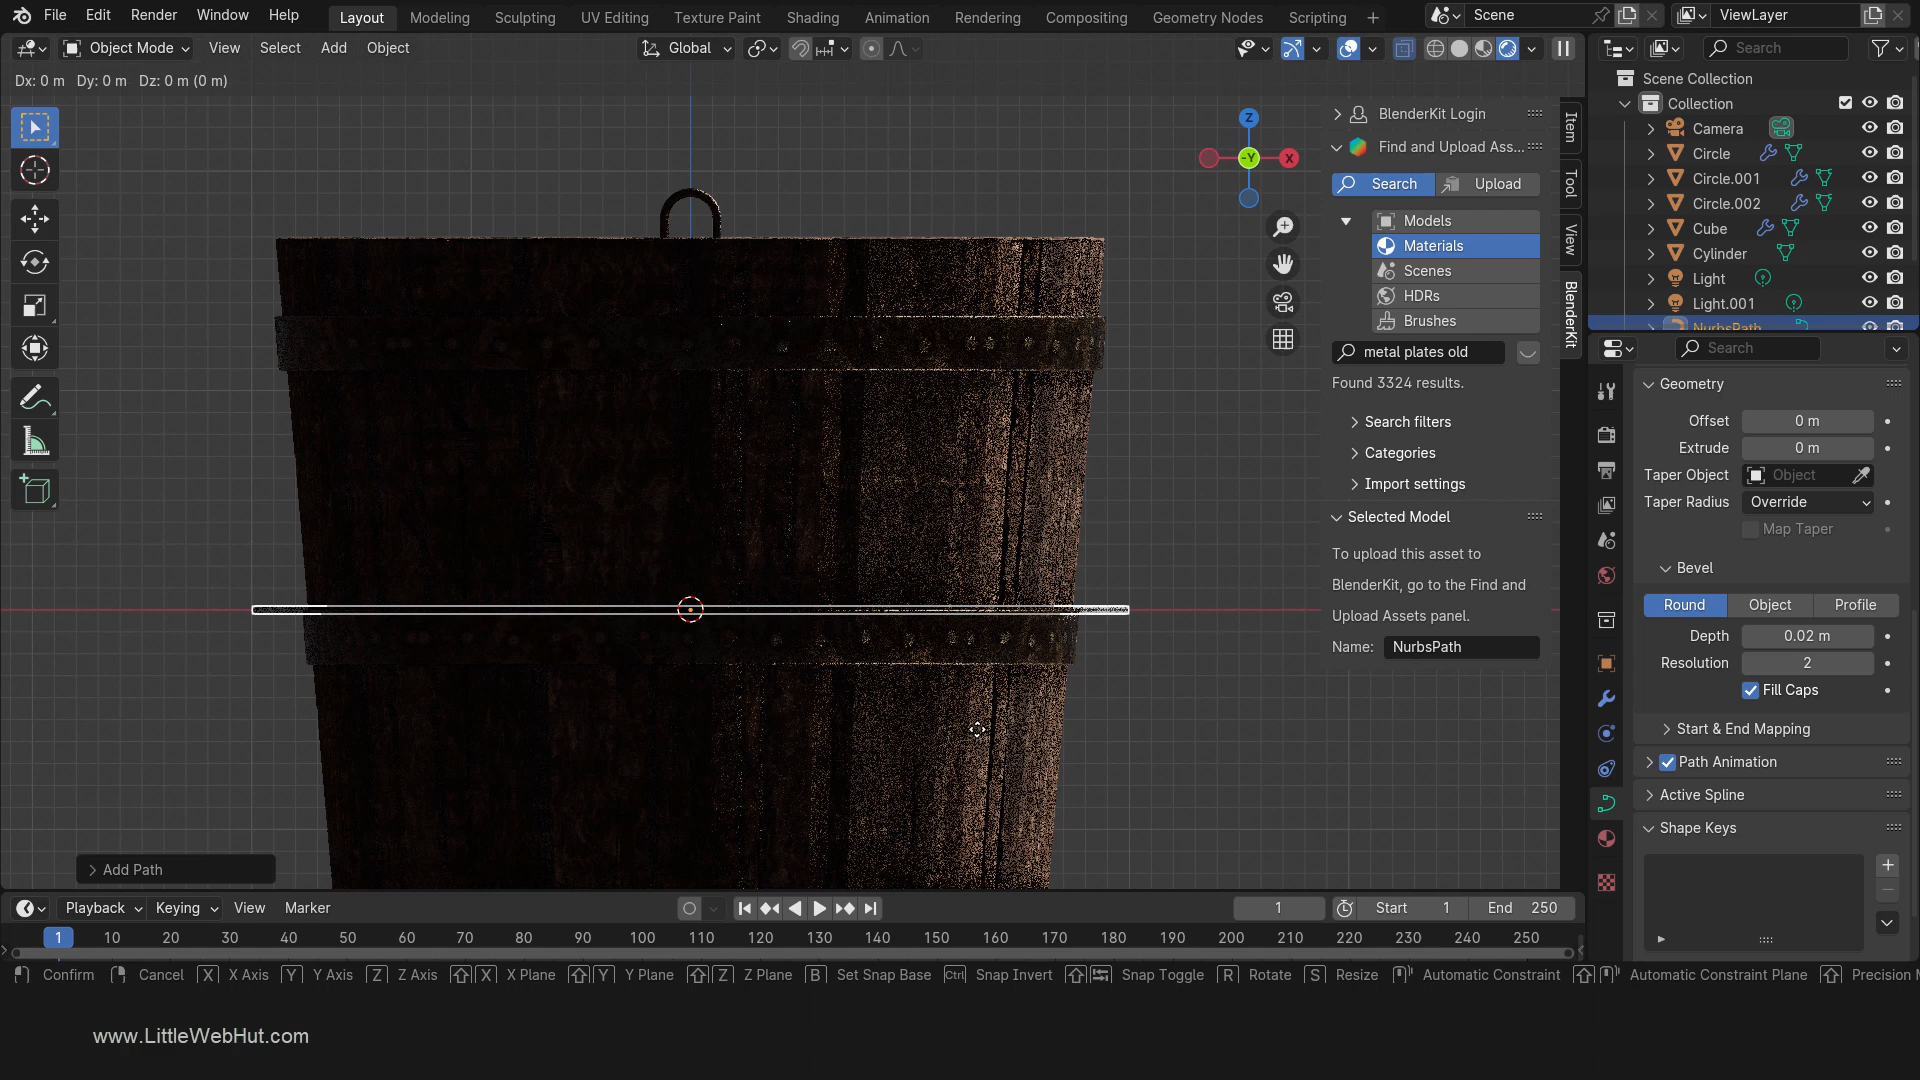 File Edit Render Window Help Layout Modeling Sculpting UV Editing Texture Paint Shading Animation Rendering Compositing Geometry Nodes Scripting Scene ViewLayer
Object Mode View Select Add Object Global Search
Dx: 0 m Dy: 0 m Dz: 0 m (0 m)
Scene Collection
Collection
Camera
Circle
Circle.001
Circle.002
Cube
Cylinder
Light
Light.001
NurbsPath
Z
-Y
X
BlenderKit Login
Find and Upload Ass...
Search Upload
Models
Materials
Scenes
HDRs
Brushes
metal plates old
Found 3324 results.
Search filters
Categories
Import settings
Selected Model
To upload this asset to
BlenderKit, go to the Find and
Upload Assets panel.
Name: NurbsPath
Item
Tool
View
BlenderKit
Search
Geometry
Offset 0 m
Extrude 0 m
Taper Object Object
Taper Radius Override
Map Taper
Bevel
Round Object Profile
Depth 0.02 m
Resolution 2
Fill Caps
Start & End Mapping
Path Animation
Active Spline
Shape Keys
Add Path
Playback Keying View Marker 1 Start 1 End 250
1 10 20 30 40 50 60 70 80 90 100 110 120 130 140 150 160 170 180 190 200 210 220 230 240 250
Confirm Cancel X X Axis Y Y Axis Z Z Axis X X Plane Y Y Plane Z Z Plane B Set Snap Base Ctrl Snap Invert Snap Toggle R Rotate S Resize Automatic Constraint Automatic Constraint Plane Precision
www.LittleWebHut.com